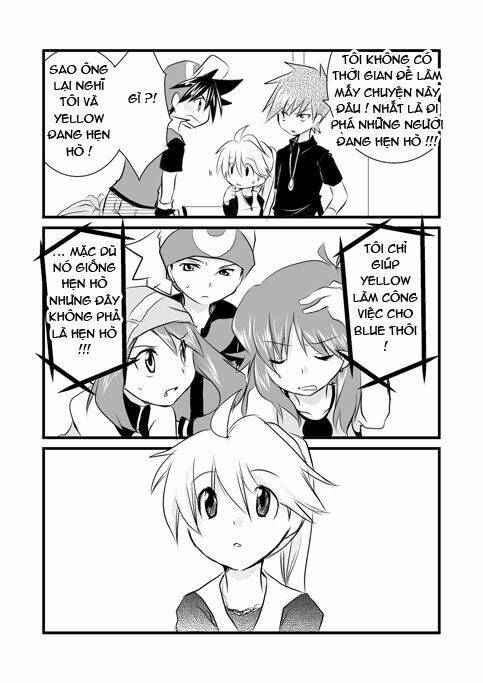 TÔI KHÔNG CÓ
THỜI GIAN ĐỂ LÀM
MẤY CHUYỆN NÀY
ĐÂU ! NHẤT LÀ ĐI
PHÁ NHỮNG NGƯỜI
ĐANG HẸN HÒ !!!
GÌ ?!
SAO ÔNG
LẠI NGHĨ
TÔI VÀ
YELLOW
ĐANG HẸN
HÒ !
TÔI CHỈ
GIÚP
YELLOW
LÀM CÔNG
VIỆC CHO
BLUE THÔI
!
... MẶC DÙ
NÓ GIỐNG
HẸN HÒ
NHƯNG ĐÂY
KHÔNG PHẢ
LÀ HẸN HÒ
!!!